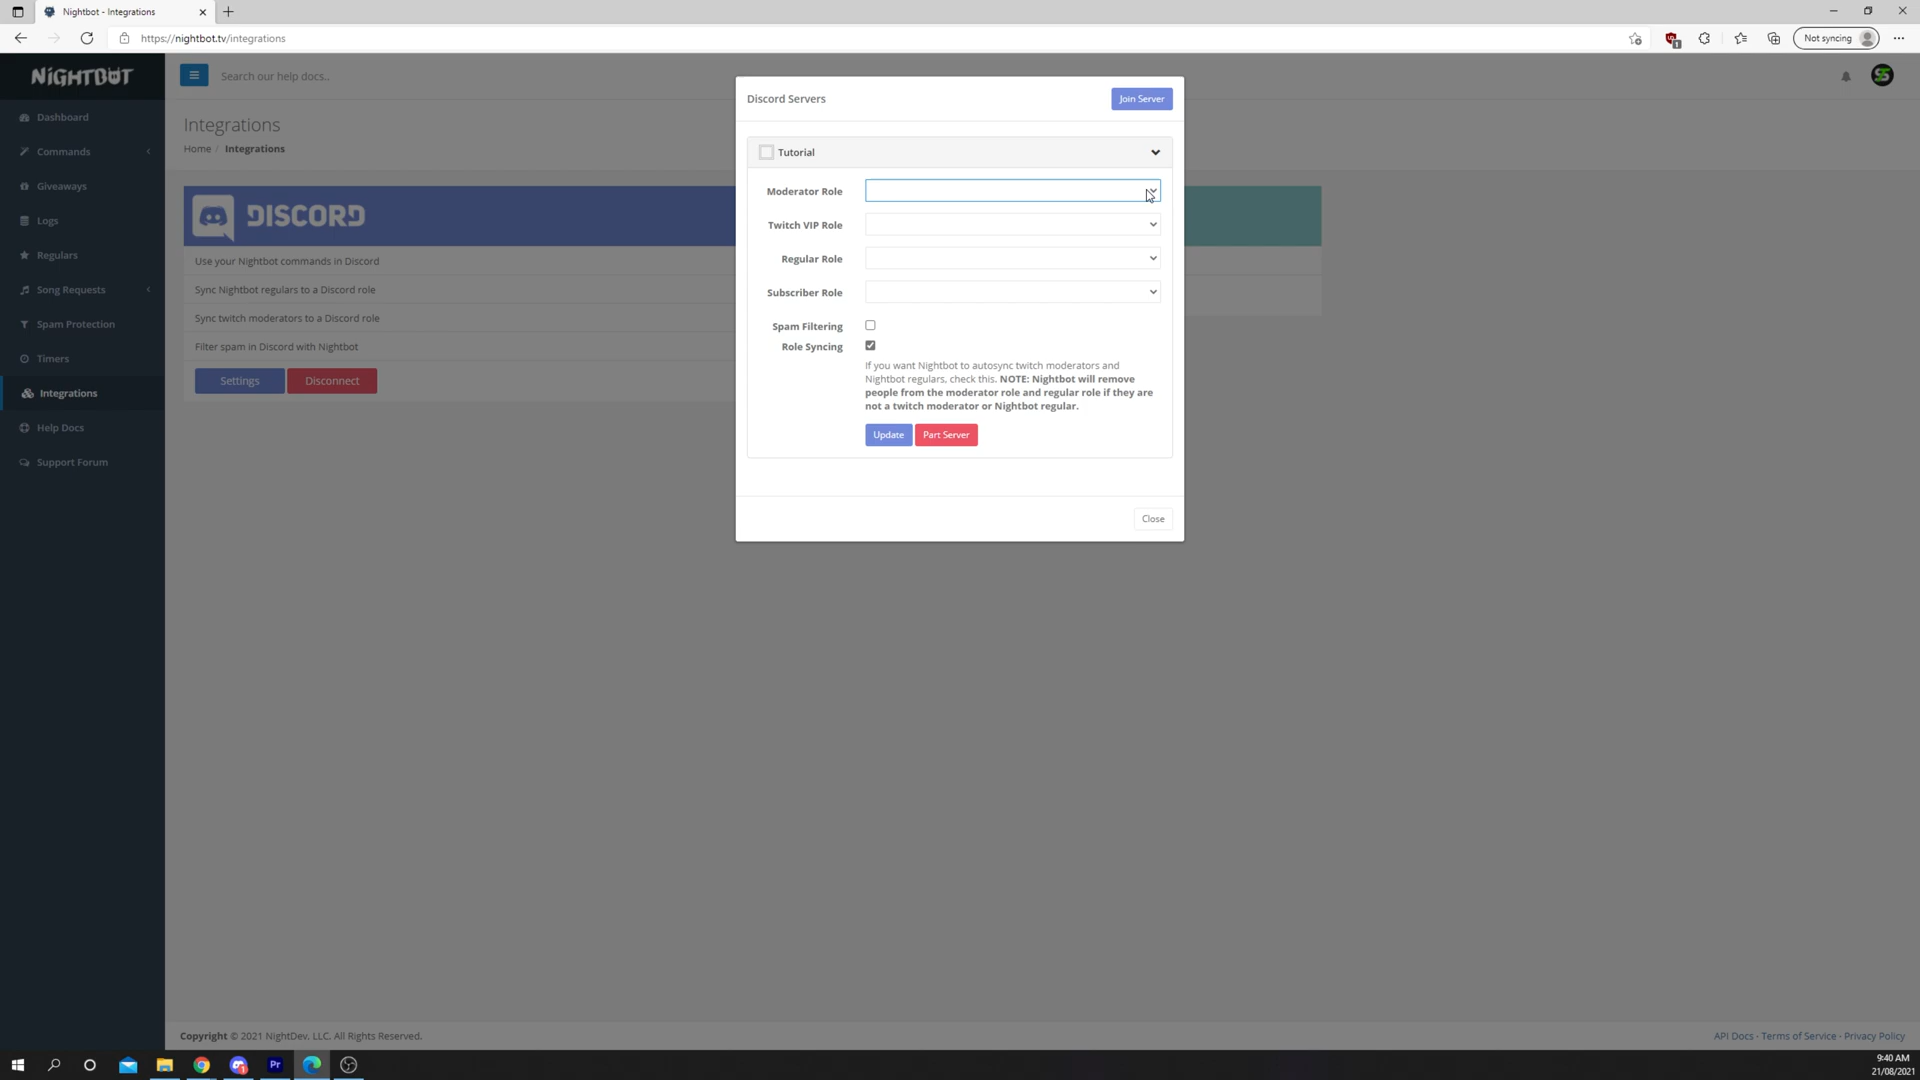 Nightbot - Integrations
https://nightbot.tv/integrations
Not syncing
1
NiGHTBOT
Search our help docs..
Dashboard
Commands
Giveaways
Logs
Regulars
Song Requests
Spam Protection
Timers
Integrations
Help Docs
Support Forum
Integrations
Home / Integrations
DISCORD
Use your Nightbot commands in Discord
Sync Nightbot regulars to a Discord role
Sync twitch moderators to a Discord role
Filter spam in Discord with Nightbot
Settings
Disconnect
Discord Servers
Join Server
Tutorial
Moderator Role
Twitch VIP Role
Regular Role
Subscriber Role
Spam Filtering
Role Syncing
If you want Nightbot to autosync twitch moderators and
Nightbot regulars, check this. NOTE: Nightbot will remove
people from the moderator role and regular role if they are
not a twitch moderator or Nightbot regular.
Update
Part Server
Close
Copyright © 2021 NightDev, LLC. All Rights Reserved.
API Docs - Terms of Service - Privacy Policy
Pr
9:40 AM
21/08/2021